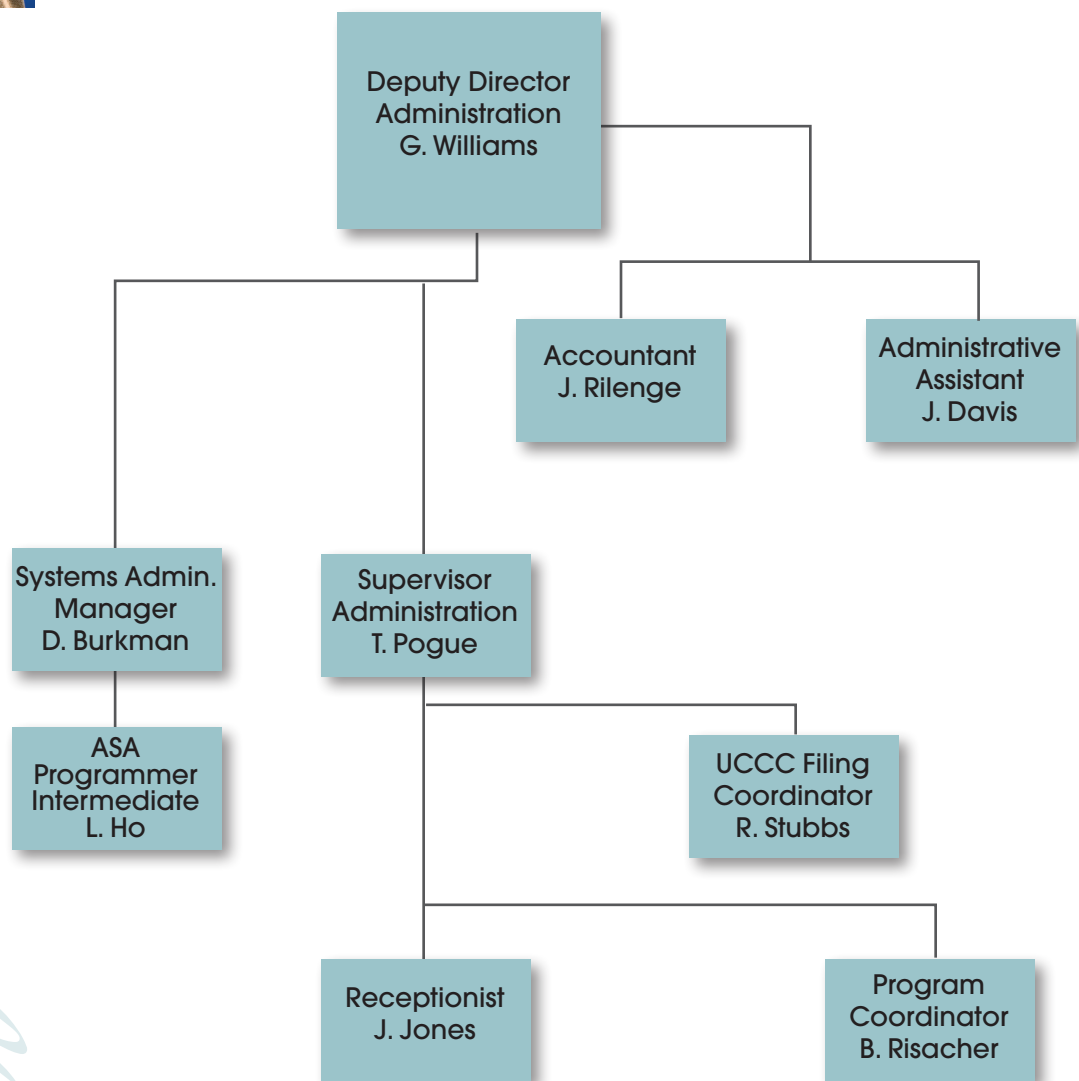 Deputy Director
Administration
G. Williams
Accountant
J. Rilenge
Administrative
Assistant
J. Davis
Systems Admin.
Manager
D. Burkman
Supervisor
Administration
T. Pogue
ASA
Programmer
Intermediate
L. Ho
UCCC Filing
Coordinator
R. Stubbs
Receptionist
J. Jones
Program
Coordinator
B. Risacher